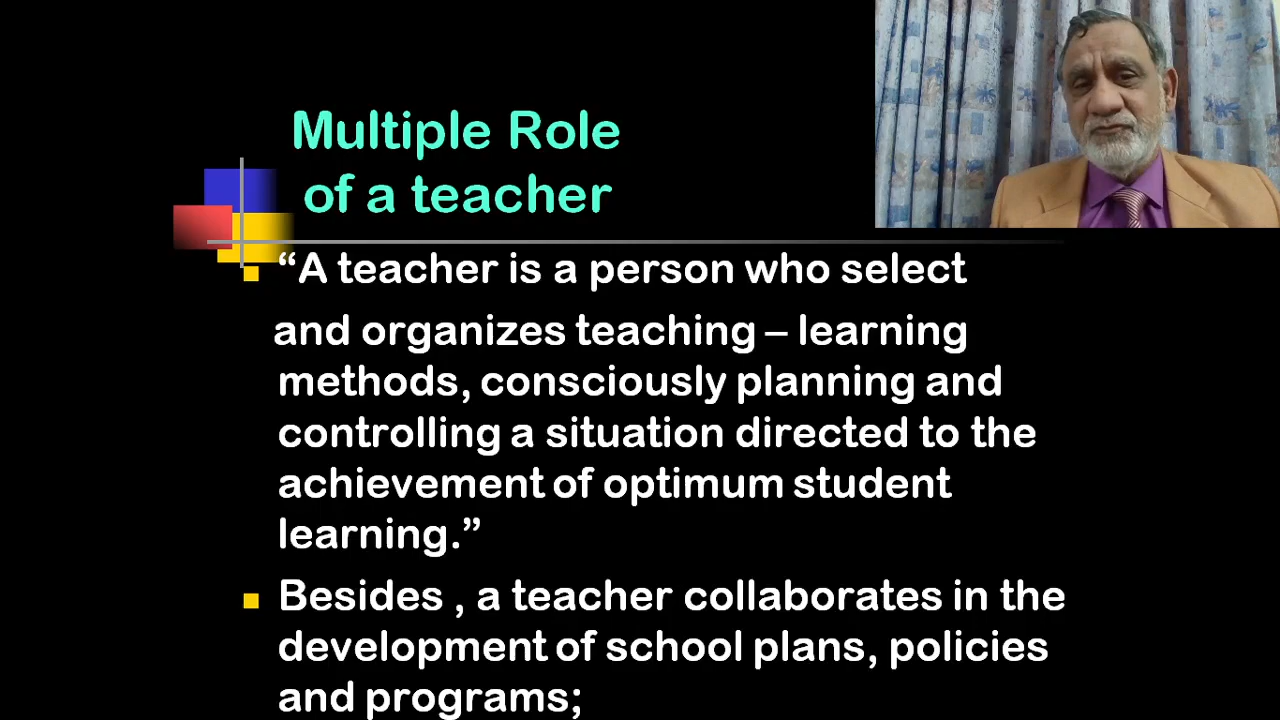 Multiple Role
of a teacher
“A teacher is a person who select
and organizes teaching – learning
methods, consciously planning and
controlling a situation directed to the
achievement of optimum student
learning.”
Besides , a teacher collaborates in the
development of school plans, policies
and programs;